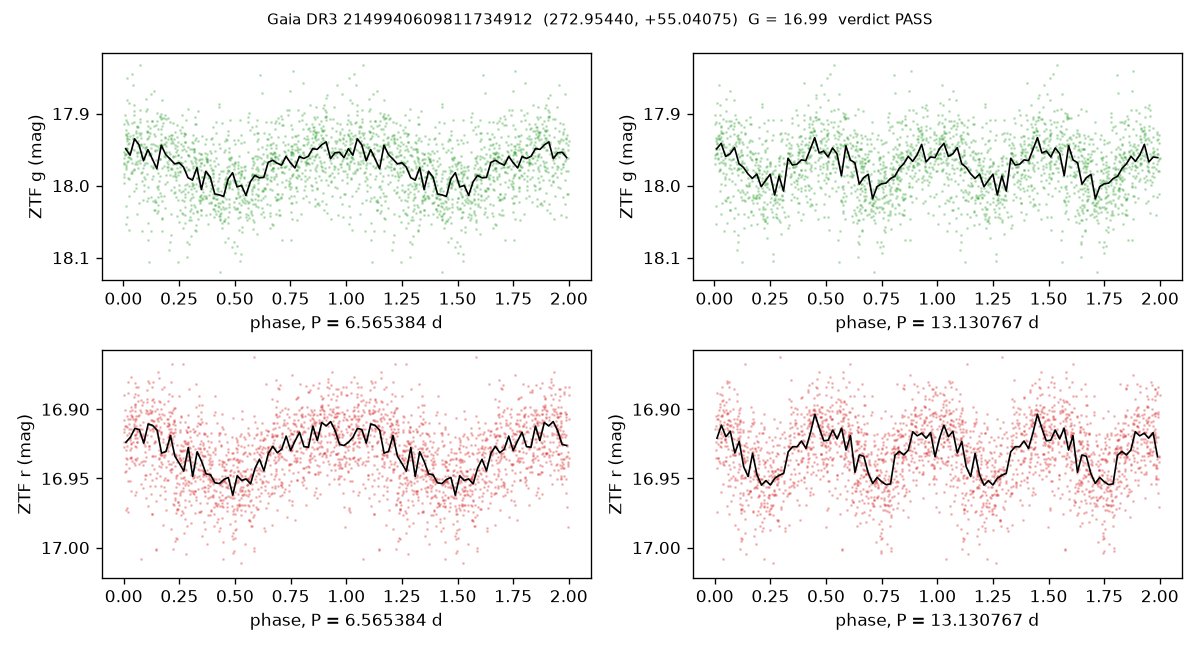 Gaia DR3 2149940609811734912 (272.95440, +55.04075) G = 16.99 verdict PASS
ZTF g (mag)
17.9
18.0
18.1
0.00 0.25 0.50 0.75 1.00 1.25 1.50 1.75 2.00
phase, P = 6.565384 d
ZTF g (mag)
17.9
18.0
18.1
0.00 0.25 0.50 0.75 1.00 1.25 1.50 1.75 2.00
phase, P = 13.130767 d
ZTF r (mag)
16.90
16.95
17.00
0.00 0.25 0.50 0.75 1.00 1.25 1.50 1.75 2.00
phase, P = 6.565384 d
ZTF r (mag)
16.90
16.95
17.00
0.00 0.25 0.50 0.75 1.00 1.25 1.50 1.75 2.00
phase, P = 13.130767 d